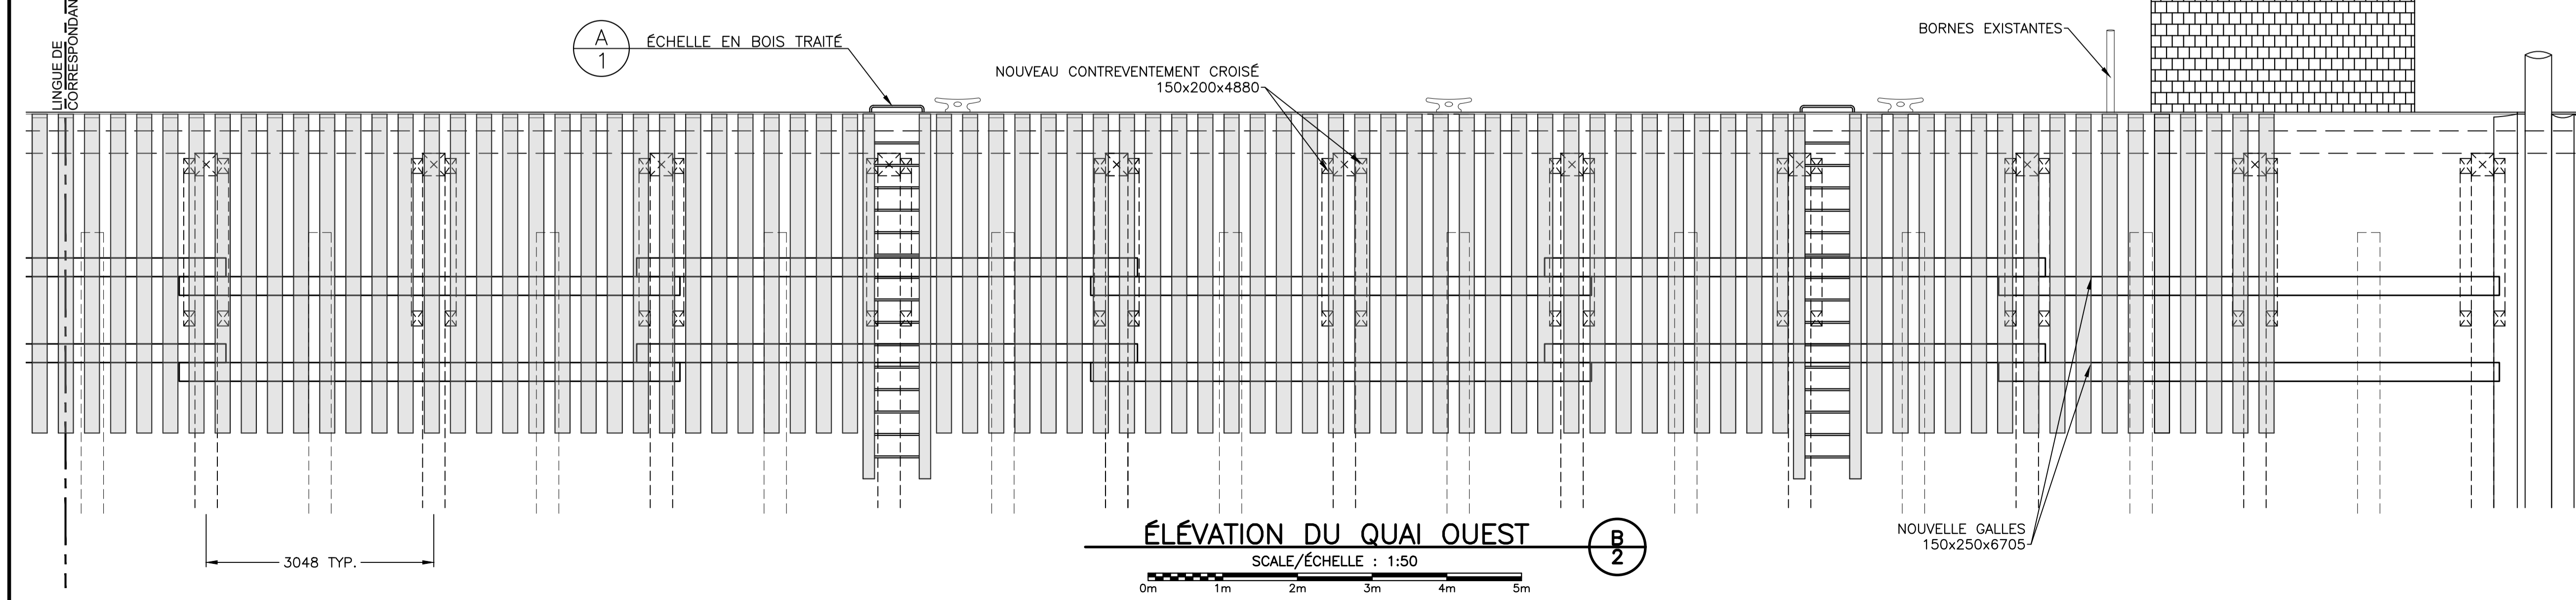 LINGUE DE
CORRESPONDAN
A
1
ÉCHELLE EN BOIS TRAITÉ
NOUVEAU CONTREVENTEMENT CROISÉ
150x200x4880
BORNES EXISTANTES
3048 TYP.
ÉLÉVATION DU QUAI OUEST
SCALE/ÉCHELLE : 1:50
0m 1m 2m 3m 4m 5m
B
2
NOUVELLE GALLES
150x250x6705